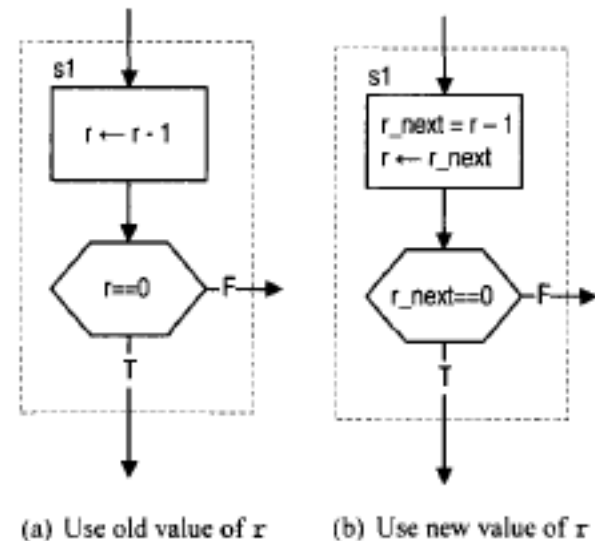 s1
r ← r - 1
r==0
F
T
(a) Use old value of r
s1
r_next = r – 1
r ← r_next
r_next==0
F
T
(b) Use new value of r